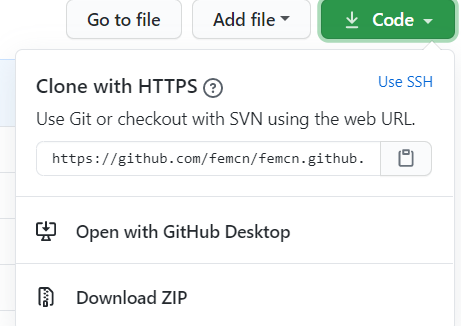 Go to file
Add file
Code
Clone with HTTPS
Use SSH
Use Git or checkout with SVN using the web URL.
https://github.com/femcn/femcn.github.
Open with GitHub Desktop
Download ZIP